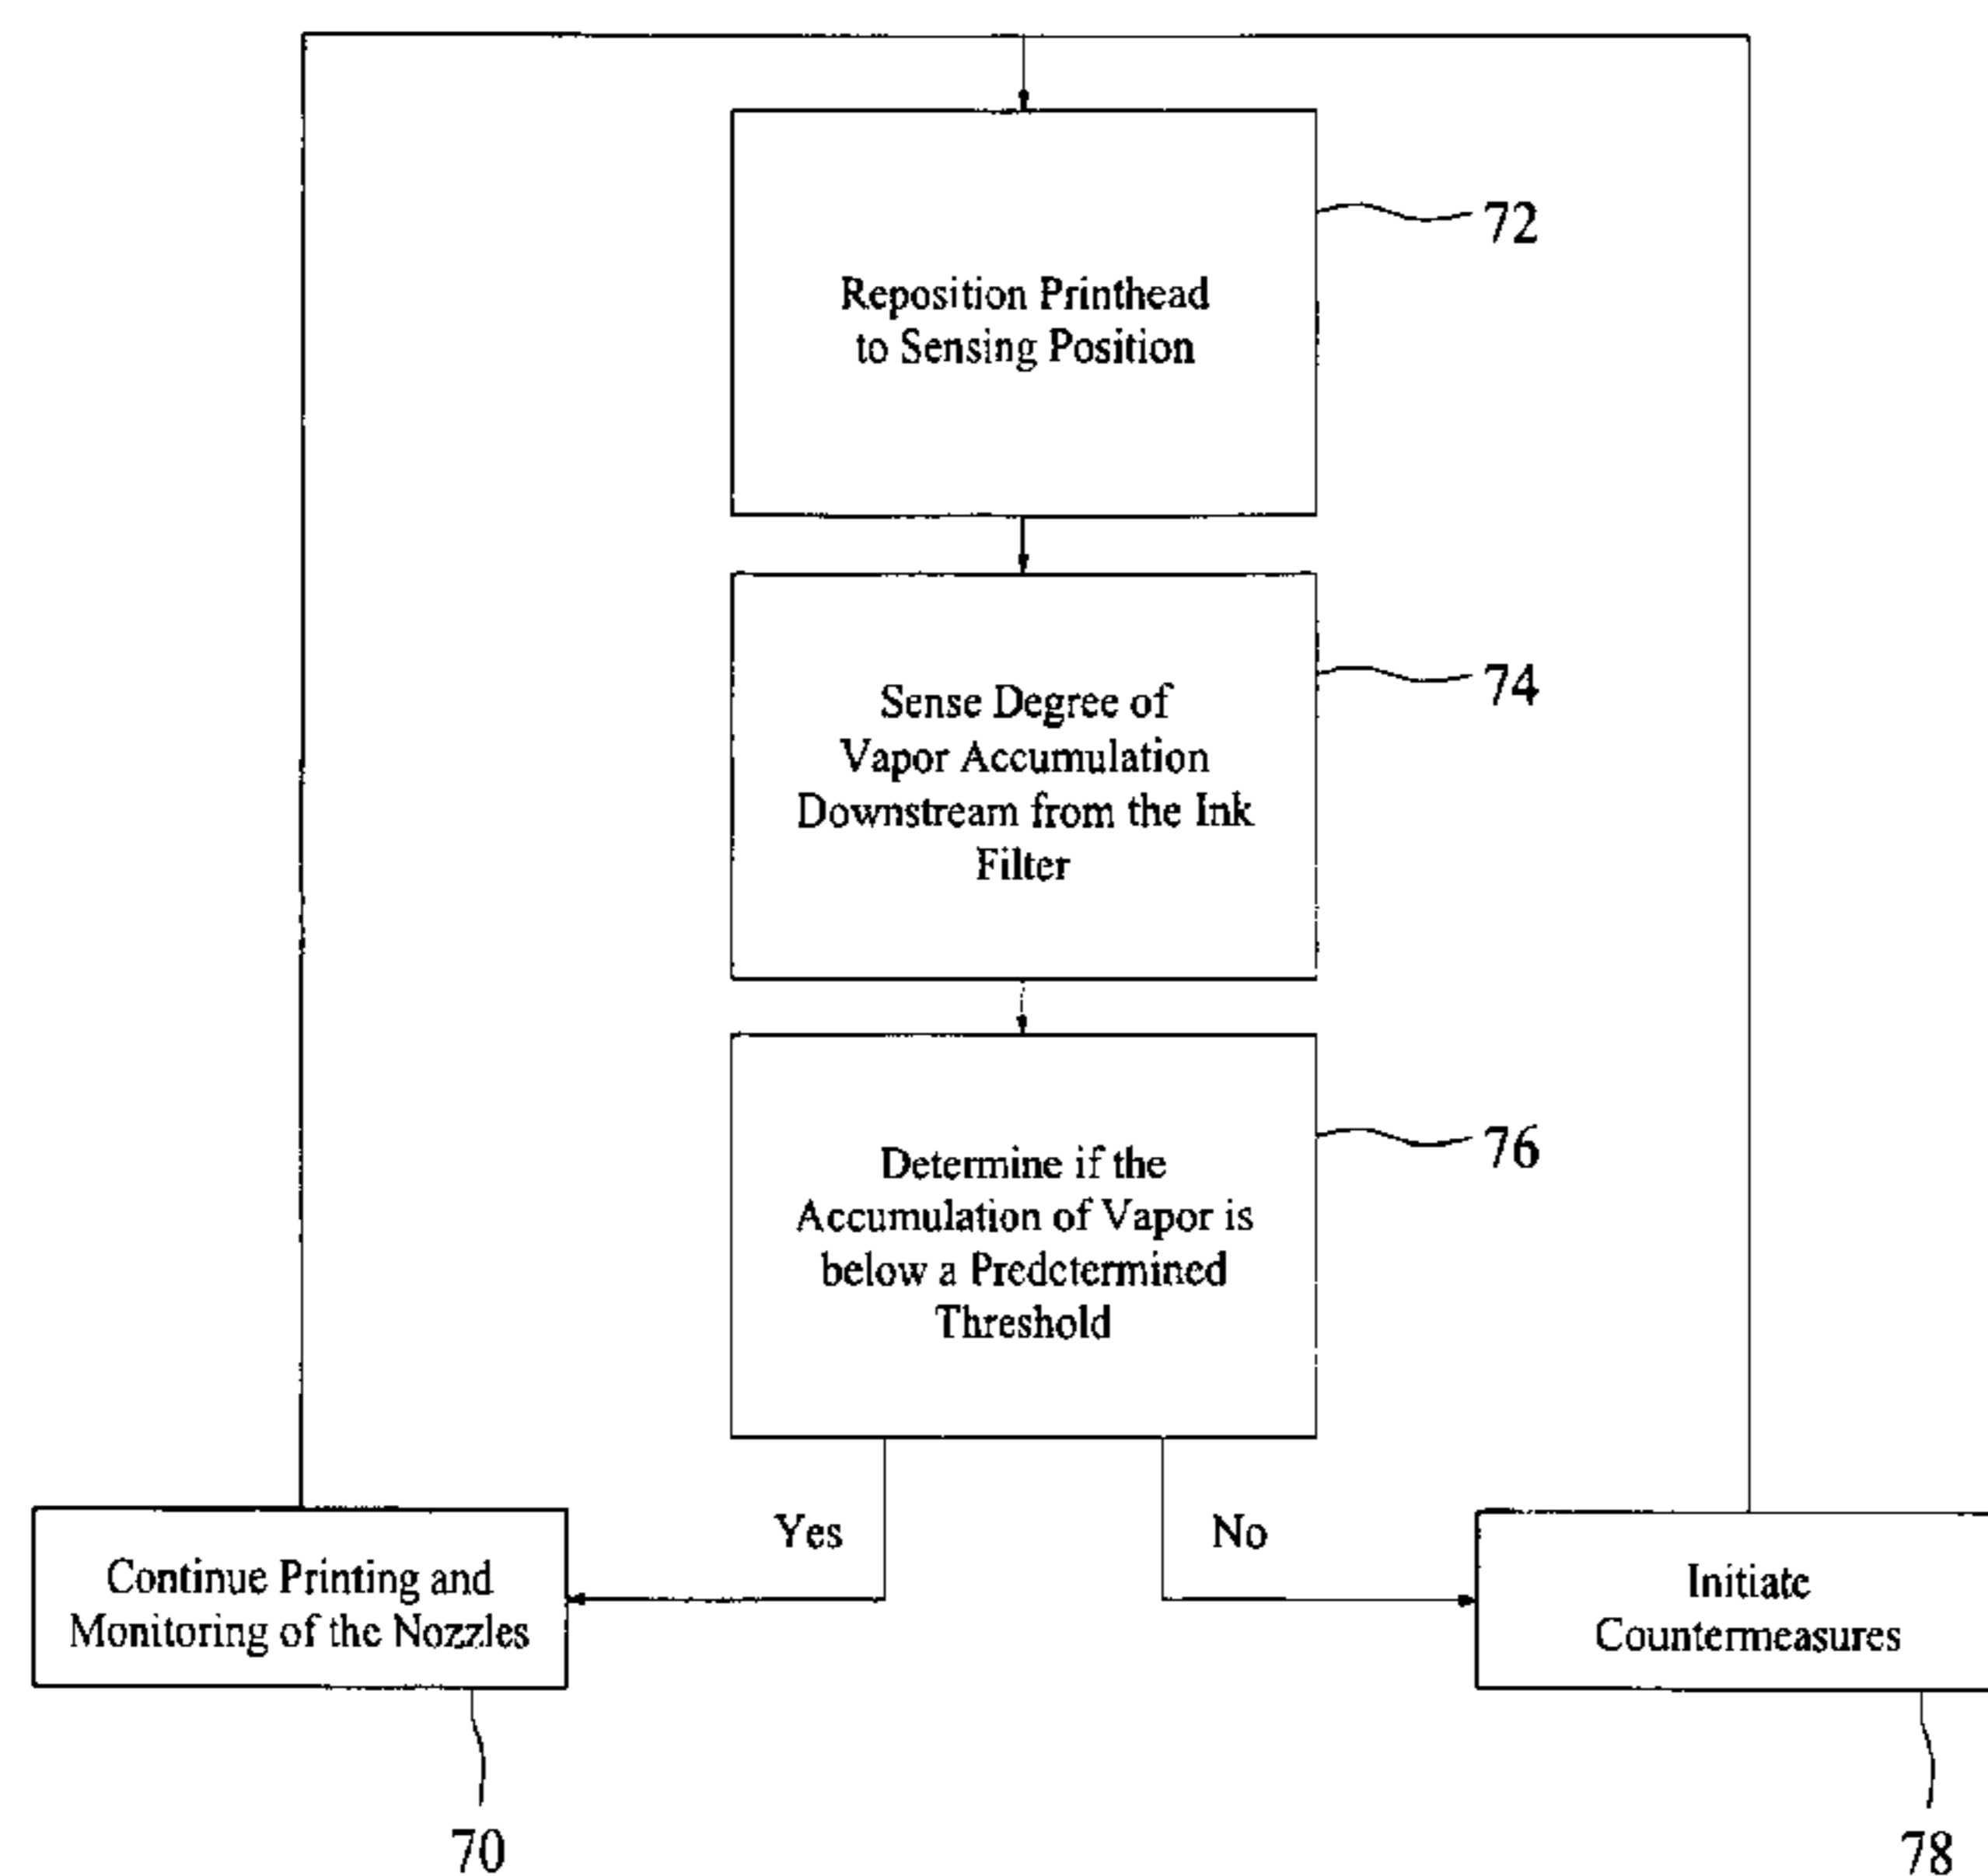 72
Reposition Printhead
to Sensing Position
74
Sense Degree of
Vapor Accumulation
Downstream from the Ink
Filter
76
Determine if the
Accumulation of Vapor is
below a Predetermined
Threshold
Yes
No
Continue Printing and
Monitoring of the Nozzles
Initiate
Countermeasures
70
78